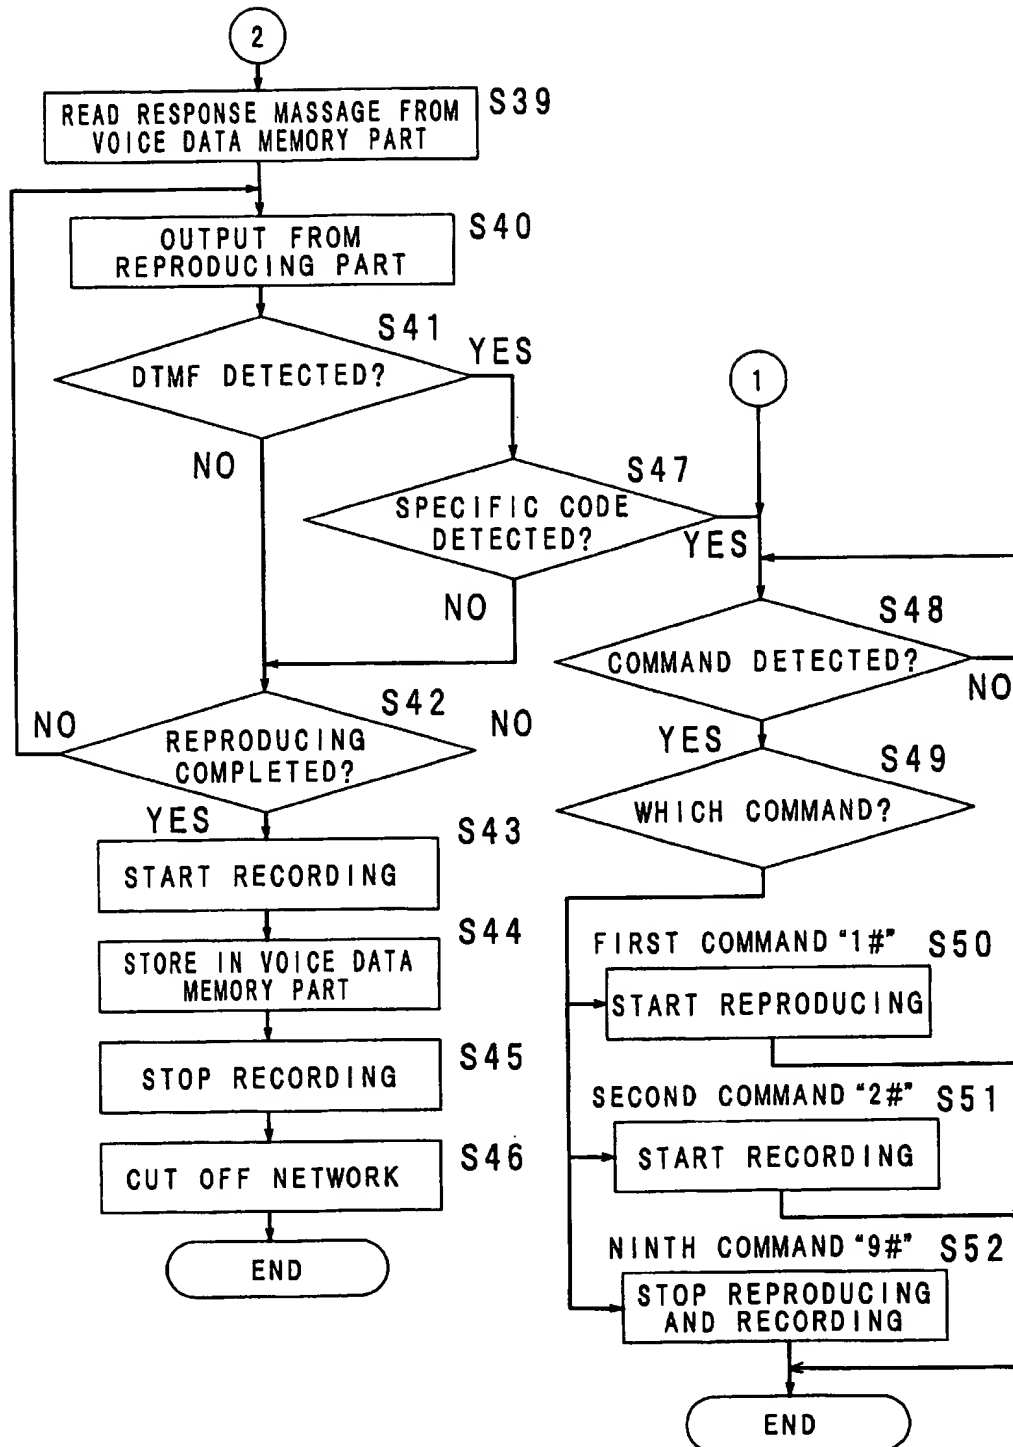 2
READ RESPONSE MASSAGE FROM
VOICE DATA MEMORY PART
S39
OUTPUT FROM
REPRODUCING PART
S40
S41
DTMF DETECTED?
YES
NO
1
S47
SPECIFIC CODE
DETECTED?
YES
NO
S48
COMMAND DETECTED?
NO
YES
S42
REPRODUCING
COMPLETED?
NO
NO
YES
S49
WHICH COMMAND?
START RECORDING
S43
STORE IN VOICE DATA
MEMORY PART
S44
STOP RECORDING
S45
CUT OFF NETWORK
S46
END
FIRST COMMAND "1#"
S50
START REPRODUCING
SECOND COMMAND "2#"
S51
START RECORDING
NINTH COMMAND "9#"
S52
STOP REPRODUCING
AND RECORDING
END